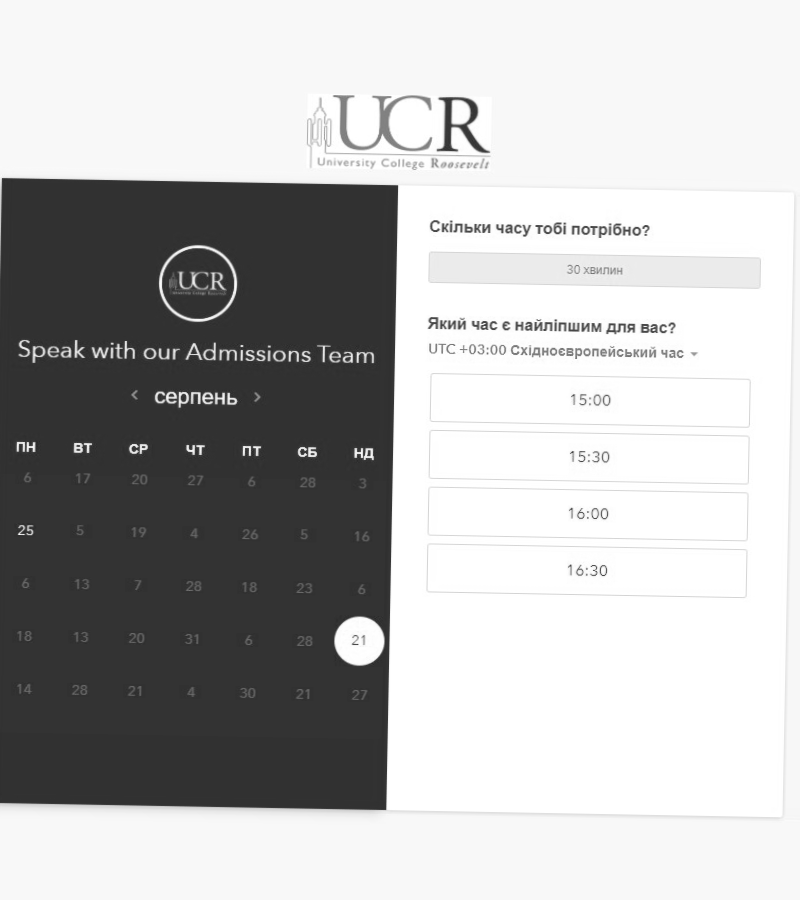 UCR
University College Roosevelt
UCR
Speak with our Admissions Team
серпень
ПН ВТ СР ЧТ ПТ СБ НД
6 17 20 27 6 28 3
25 5 19 4 26 5 16
6 13 7 28 18 23 6
18 13 20 31 6 28 21
14 28 21 4 30 21 27
Скільки часу тобі потрібно?
30 хвилин
Який час є найліпшим для вас?
UTC +03:00 Східноєвропейський час
15:00
15:30
16:00
16:30